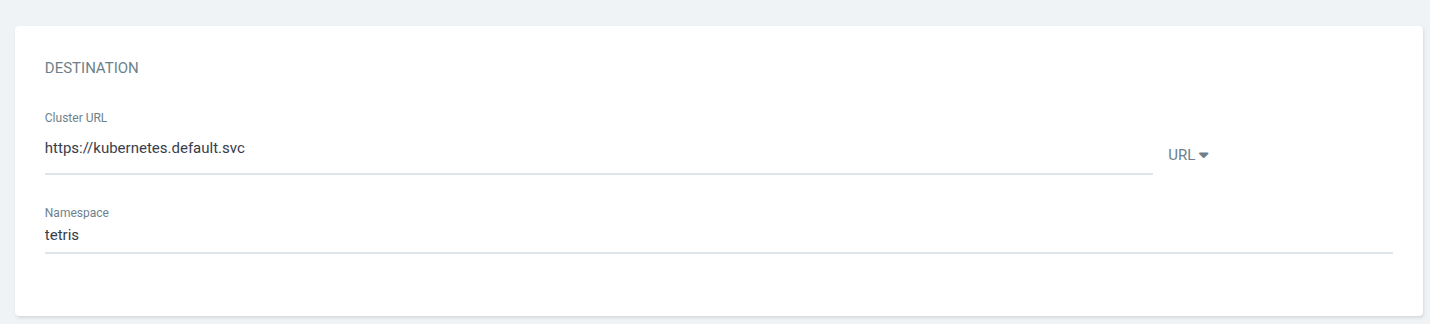 DESTINATION
Cluster URL
https://kubernetes.default.svc
URL
Namespace
tetris